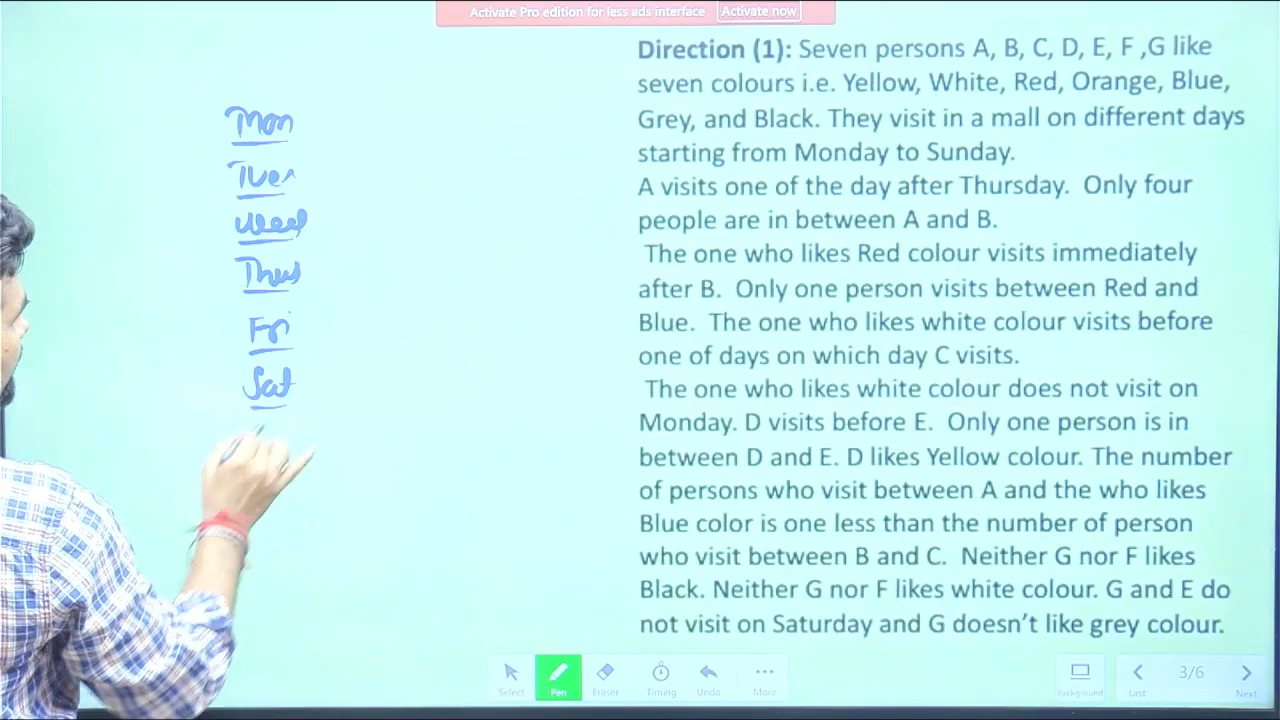 Activate Pro edition for less ads interface Activate now
Direction (1): Seven persons A, B, C, D, E, F ,G like
seven colours i.e. Yellow, White, Red, Orange, Blue,
Grey, and Black. They visit in a mall on different days
starting from Monday to Sunday.
A visits one of the day after Thursday. Only four
people are in between A and B.
The one who likes Red colour visits immediately
after B. Only one person visits between Red and
Blue. The one who likes white colour visits before
one of days on which day C visits.
The one who likes white colour does not visit on
Monday. D visits before E. Only one person is in
between D and E. D likes Yellow colour. The number
of persons who visit between A and the who likes
Blue color is one less than the number of person
who visit between B and C. Neither G nor F likes
Black. Neither G nor F likes white colour. G and E do
not visit on Saturday and G doesn't like grey colour.
Mon
Tues
Wed
Thus
Fri
Sat
Select Pen Eraser Timing Undo More
Background Last 3/6 Next